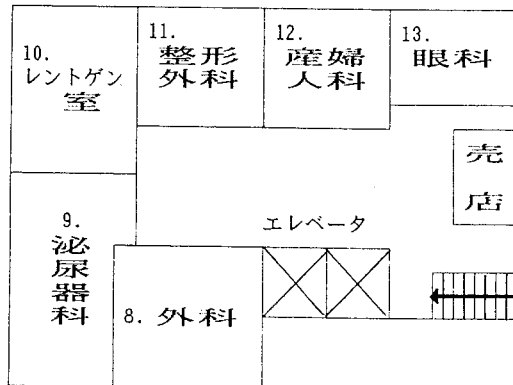 10.
レントゲン
室
11.
整形
外科
12.
産婦
人科
13.
眼科
売
店
エレベータ
9.
泌
尿
器
科
8. 外科